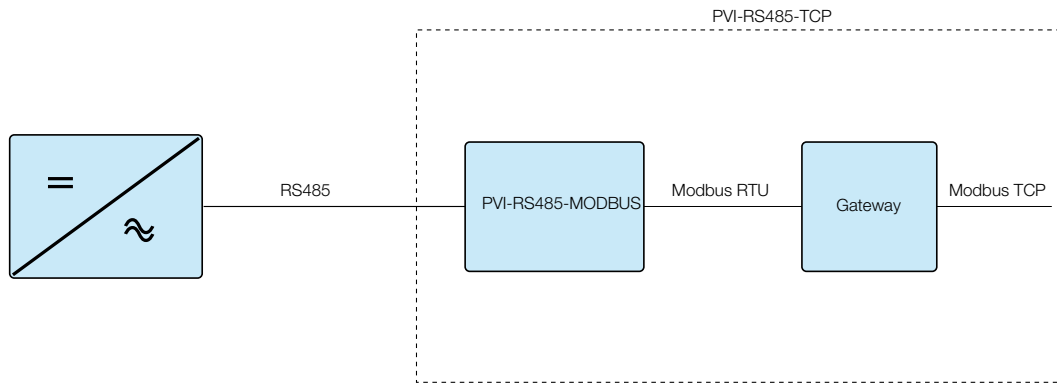 PVI-RS485-TCP
RS485
PVI-RS485-MODBUS
Modbus RTU
Gateway
Modbus TCP